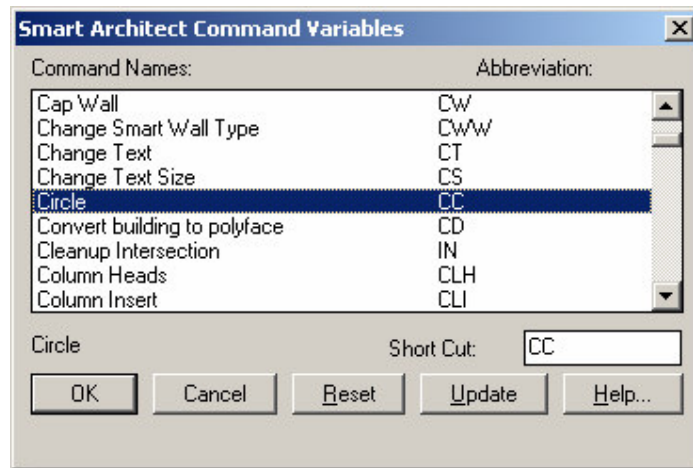 Smart Architect Command Variables
Command Names: Abbreviation:
Cap Wall CW
Change Smart Wall Type CWW
Change Text CT
Change Text Size CS
Circle CC
Convert building to polyface CD
Cleanup Intersection IN
Column Heads CLH
Column Insert CLI
Circle Short Cut: CC
OK Cancel Reset Update Help...